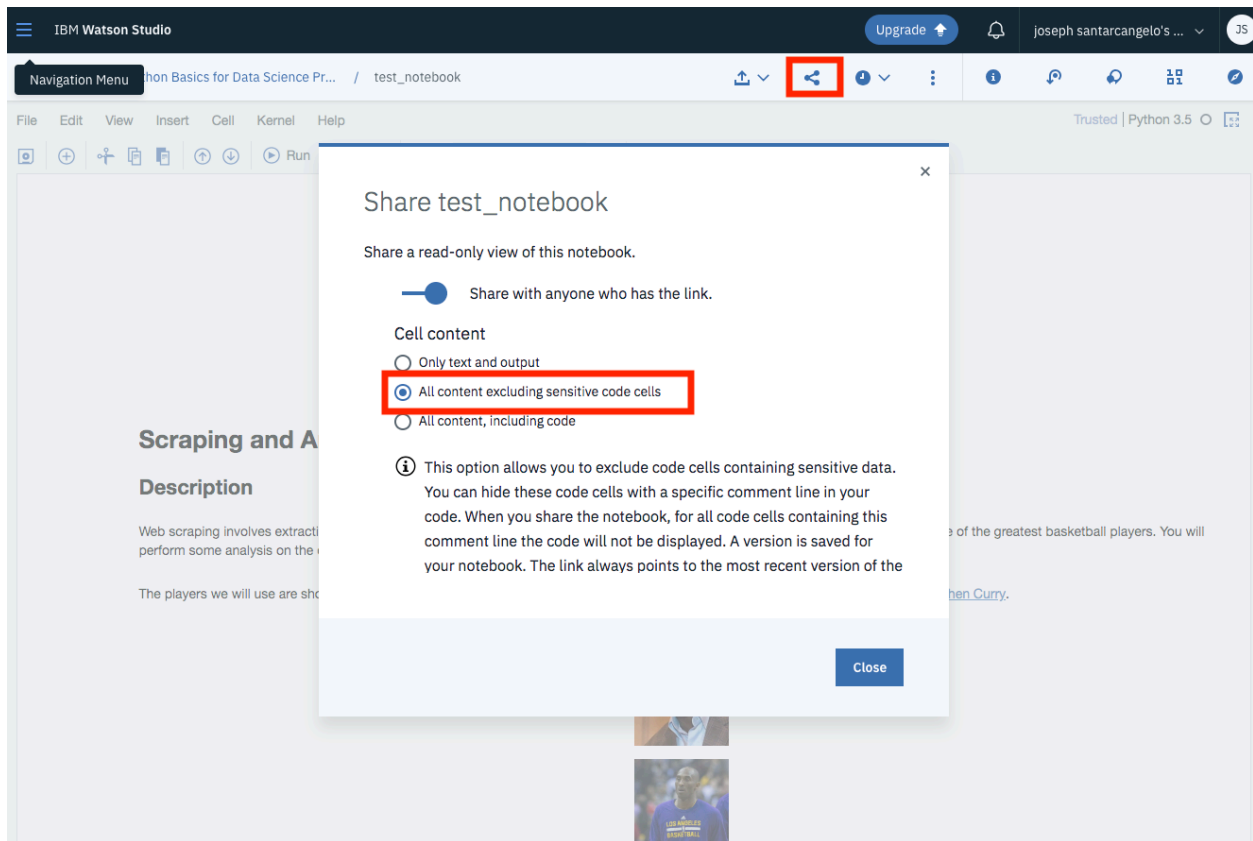 IBM Watson Studio
Upgrade
joseph santarcangelo's ...
JS
Navigation Menu
thon Basics for Data Science Pr... / test_notebook
File Edit View Insert Cell Kernel Help
Trusted | Python 3.5
Run
Share test_notebook
Share a read-only view of this notebook.
Share with anyone who has the link.
Cell content
Only text and output
All content excluding sensitive code cells
All content, including code
This option allows you to exclude code cells containing sensitive data.
You can hide these code cells with a specific comment line in your
code. When you share the notebook, for all code cells containing this
comment line the code will not be displayed. A version is saved for
your notebook. The link always points to the most recent version of the
Close
Scraping and A
Description
Web scraping involves extracti
of the greatest basketball players. You will
perform some analysis on the
The players we will use are sho
hen Curry.
LOS ANGELES
BASKETBALL